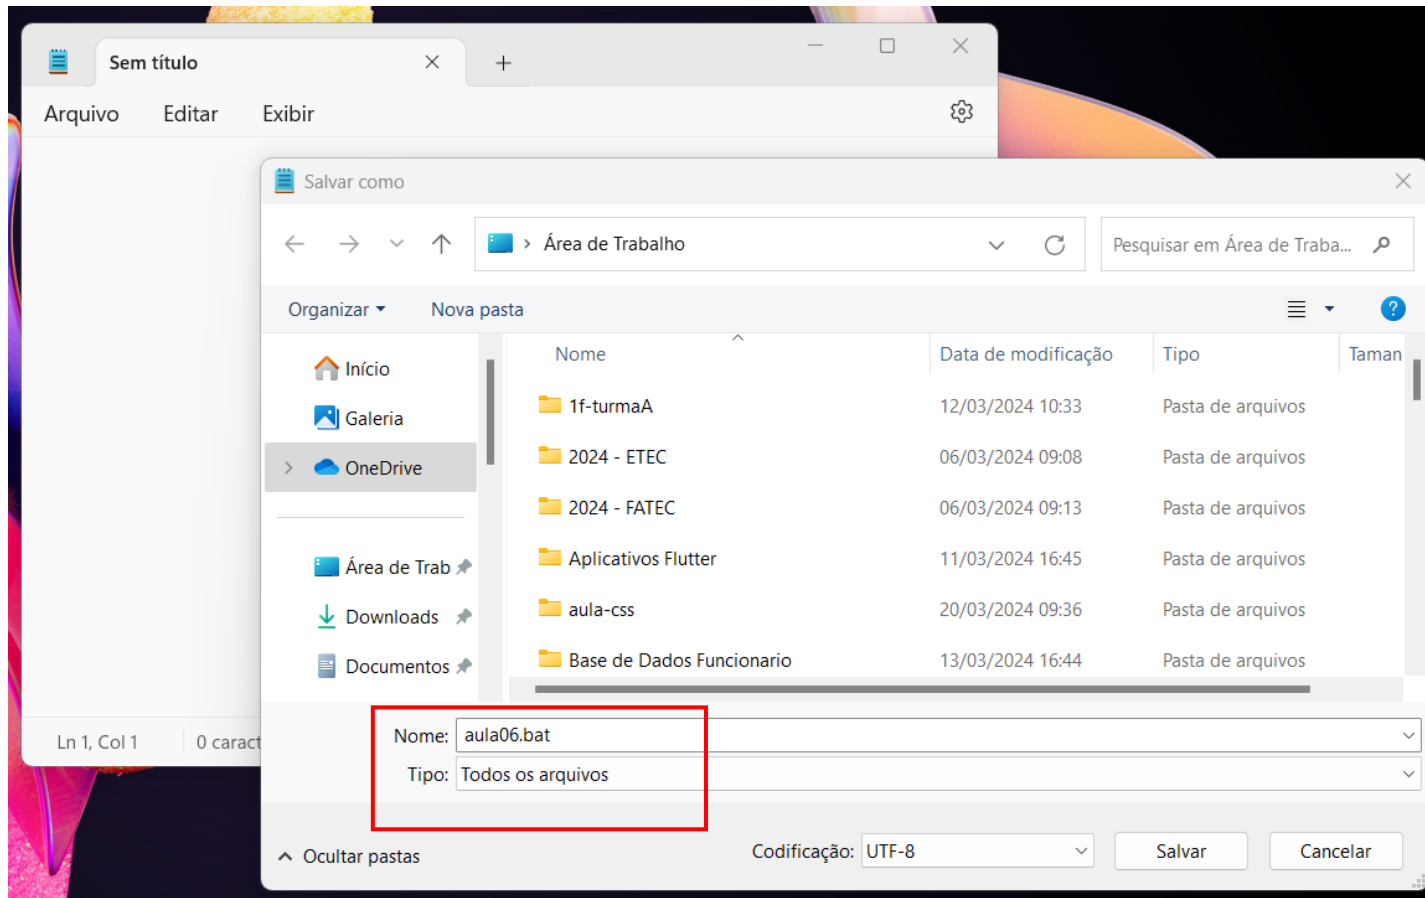 Sem título
Arquivo Editar Exibir
Salvar como
Área de Trabalho
Pesquisar em Área de Traba...
Organizar Nova pasta
Nome Data de modificação Tipo Taman
Início
Galeria
OneDrive
Área de Trab
Downloads
Documentos
1f-turmaA 12/03/2024 10:33 Pasta de arquivos
2024 - ETEC 06/03/2024 09:08 Pasta de arquivos
2024 - FATEC 06/03/2024 09:13 Pasta de arquivos
Aplicativos Flutter 11/03/2024 16:45 Pasta de arquivos
aula-css 20/03/2024 09:36 Pasta de arquivos
Base de Dados Funcionario 13/03/2024 16:44 Pasta de arquivos
Ln 1, Col 1 0 caract
Nome: aula06.bat
Tipo: Todos os arquivos
Ocultar pastas
Codificação: UTF-8
Salvar
Cancelar